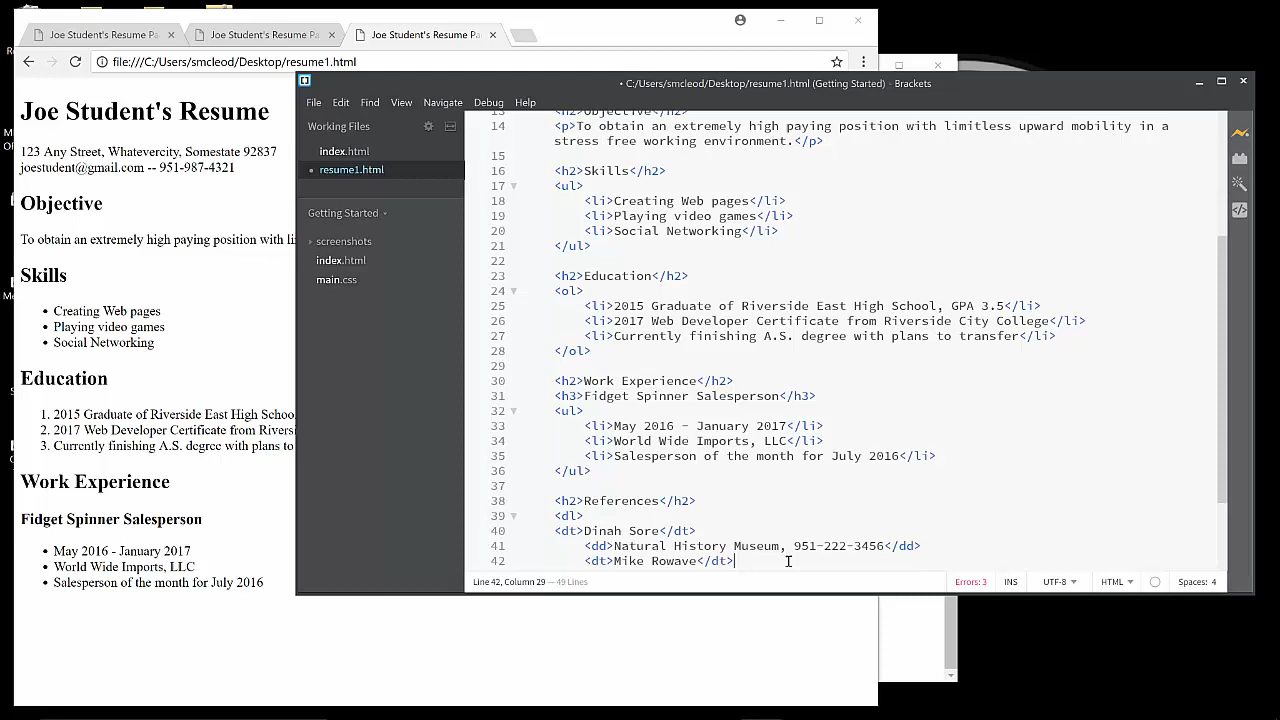 Joe Student's Resume Pa
Joe Student's Resume Pa
Joe Student's Resume Pa
file:///C:/Users/smcleod/Desktop/resume1.html
Joe Student's Resume
123 Any Street, Whatevercity, Somestate 92837
joestudent@gmail.com -- 951-987-4321
Objective
To obtain an extremely high paying position with li
Skills
• Creating Web pages
• Playing video games
• Social Networking
Education
1. 2015 Graduate of Riverside East High Schoo
2. 2017 Web Developer Certificate from Riversi
3. Currently finishing A.S. degree with plans to
Work Experience
Fidget Spinner Salesperson
• May 2016 - January 2017
• World Wide Imports, LLC
• Salesperson of the month for July 2016
• C:/Users/smcleod/Desktop/resume1.html (Getting Started) - Brackets
File Edit Find View Navigate Debug Help
Working Files
index.html
• resume1.html
Getting Started
screenshots
index.html
main.css
13 <h2>Objective</h2>
14 <p>To obtain an extremely high paying position with limitless upward mobility in a
stress free working environment.</p>
15
16 <h2>Skills</h2>
17 <ul>
18 <li>Creating Web pages</li>
19 <li>Playing video games</li>
20 <li>Social Networking</li>
21 </ul>
22
23 <h2>Education</h2>
24 <ol>
25 <li>2015 Graduate of Riverside East High School, GPA 3.5</li>
26 <li>2017 Web Developer Certificate from Riverside City College</li>
27 <li>Currently finishing A.S. degree with plans to transfer</li>
28 </ol>
29
30 <h2>Work Experience</h2>
31 <h3>Fidget Spinner Salesperson</h3>
32 <ul>
33 <li>May 2016 - January 2017</li>
34 <li>World Wide Imports, LLC</li>
35 <li>Salesperson of the month for July 2016</li>
36 </ul>
37
38 <h2>References</h2>
39 <dl>
40 <dt>Dinah Sore</dt>
41 <dd>Natural History Museum, 951-222-3456</dd>
42 <dt>Mike Rowave</dt>
Line 42, Column 29 — 49 Lines
Errors: 3 INS UTF-8 HTML Spaces: 4